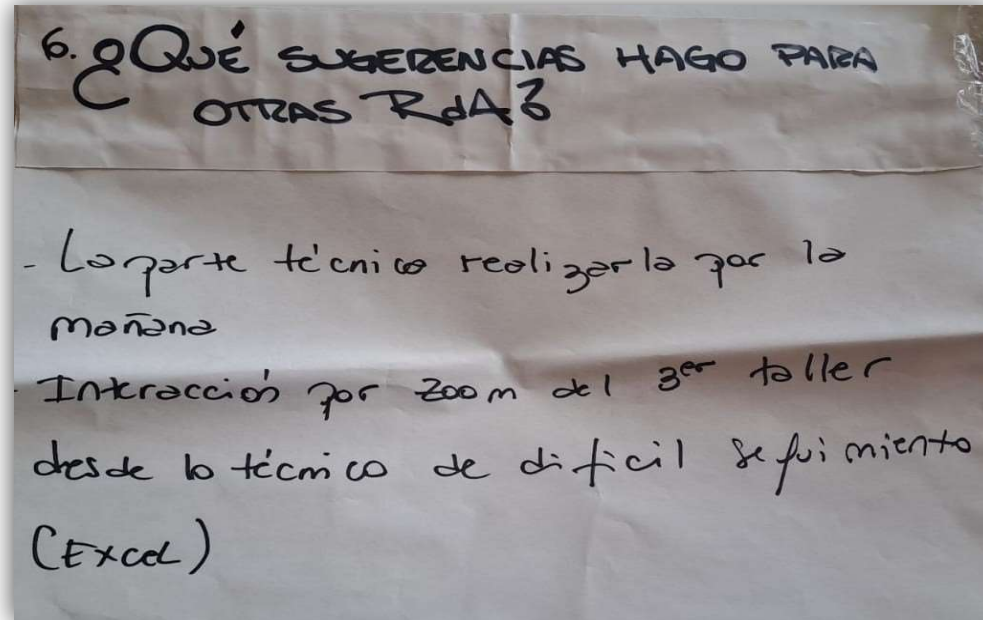 6. ¿QUÉ SUGERENCIAS HAGO PARA
OTRAS RdA?
- La parte técnica realizarla por la
mañana
- Interacción por Zoom del 3er taller
desde lo técnico de dificil seguimiento
(Excel)